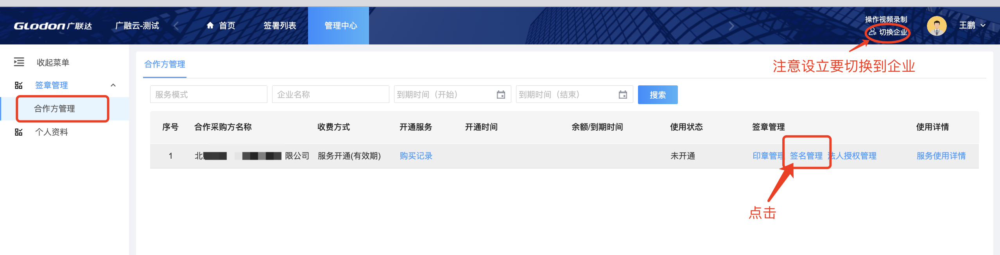 GLodon广联达
广融云-测试
首页
签署列表
管理中心
操作视频录制
切换企业
王鹏
注意设立要切换到企业
收起菜单
签章管理
合作方管理
个人资料
合作方管理
服务模式
企业名称
到期时间（开始）
到期时间（结束）
搜索
序号 合作采购方名称 收费方式 开通服务 开通时间 余额/到期时间 使用状态 签章管理 使用详情
1 北 限公司 服务开通(有效期) 购买记录 未开通 印章管理 签名管理 法人授权管理 服务使用详情
点击